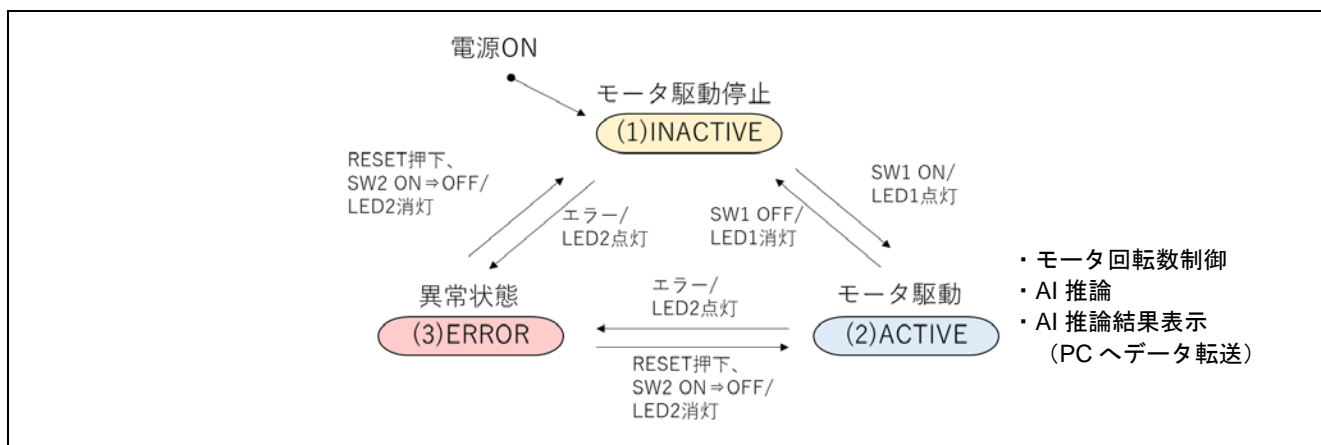 電源ON
モータ駆動停止
(1)INACTIVE
RESET押下、
SW2 ON⇒OFF/
LED2消灯
エラー/
LED2点灯
SW1 OFF/
LED1消灯
SW1 ON/
LED1点灯
異常状態
(3)ERROR
エラー/
LED2点灯
RESET押下、
SW2 ON⇒OFF/
LED2消灯
モータ駆動
(2)ACTIVE
・モータ回転数制御
・AI 推論
・AI 推論結果表示
（PC へデータ転送）